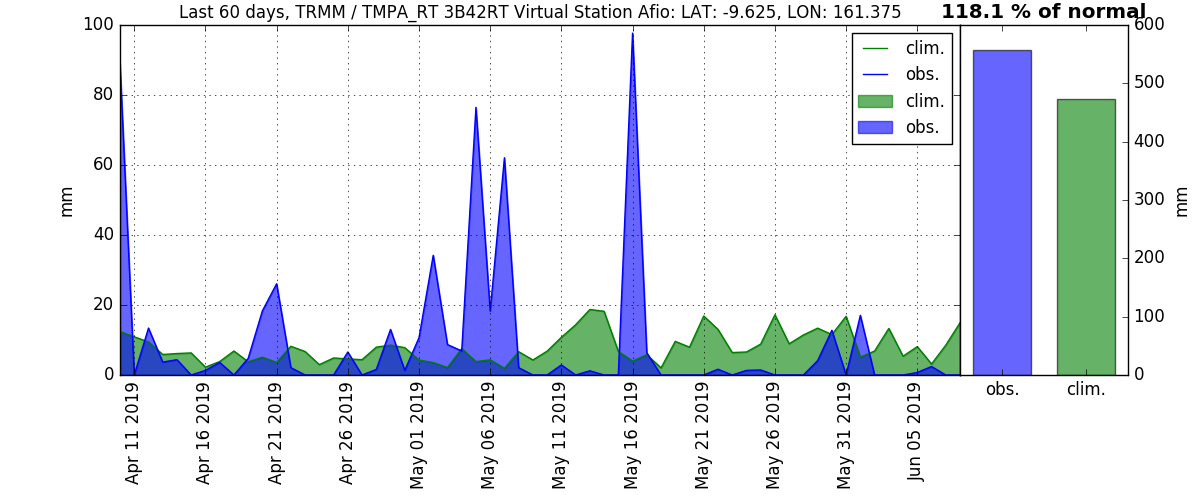 Last 60 days, TRMM / TMPA_RT 3B42RT Virtual Station Afio: LAT: -9.625, LON: 161.375
118.1 % of normal
100
80
60
40
20
0
mm
clim.
obs.
clim.
obs.
Apr 11 2019
Apr 16 2019
Apr 21 2019
Apr 26 2019
May 01 2019
May 06 2019
May 11 2019
May 16 2019
May 21 2019
May 26 2019
May 31 2019
Jun 05 2019
600
500
400
300
200
100
0
mm
obs.
clim.